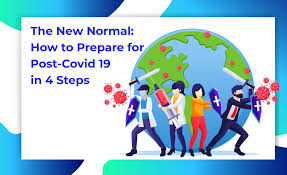 The New Normal:
How to Prepare for
Post-Covid 19
in 4 Steps